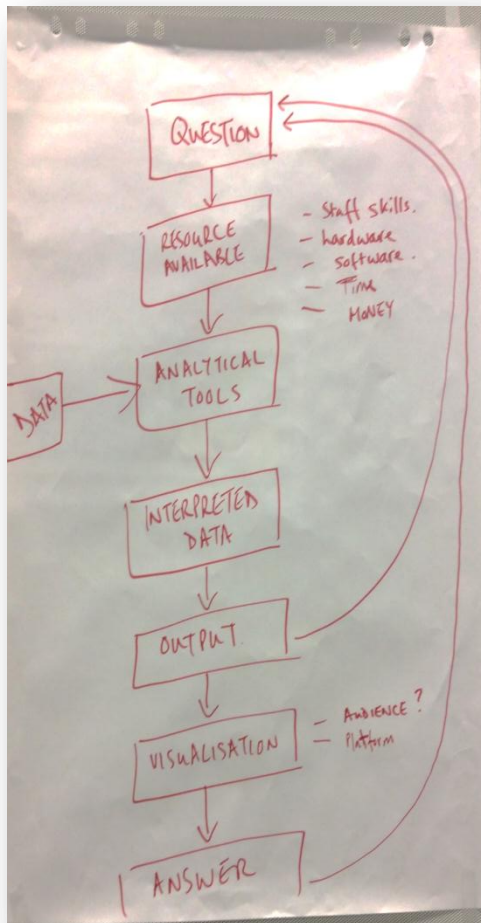 QUESTION
RESOURCE
AVAILABLE
- Staff skills.
- hardware
- software.
- Time
- MONEY
ANALYTICAL
TOOLS
DATA
INTERPRETED
DATA
OUTPUT.
VISUALISATION
- AUDIENCE?
- Platform
ANSWER